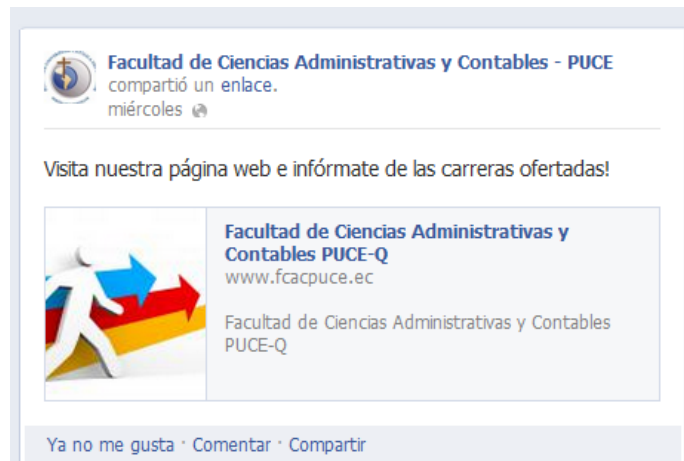 Facultad de Ciencias Administrativas y Contables - PUCE
compartió un enlace.
miércoles
Visita nuestra página web e infórmate de las carreras ofertadas!
Facultad de Ciencias Administrativas y
Contables PUCE-Q
www.fcacpuce.ec
Facultad de Ciencias Administrativas y Contables
PUCE-Q
Ya no me gusta · Comentar · Compartir